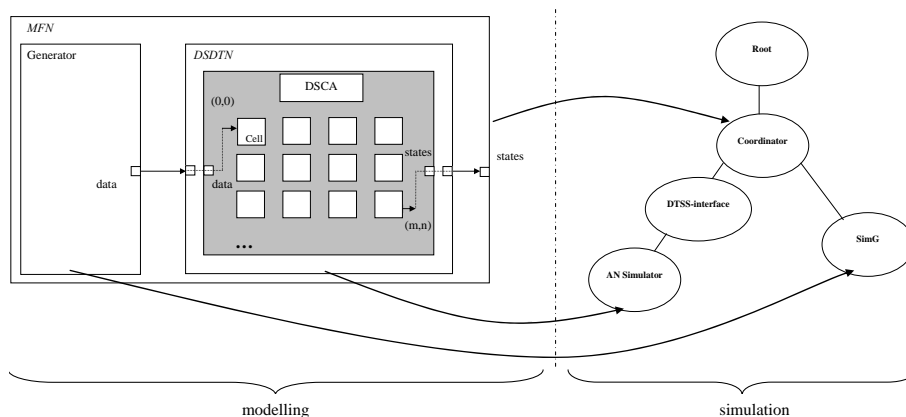 MFN
Generator
DSDTN
DSCA
(0,0)
Cell
states
states
data
data
(m,n)
...
Root
Coordinator
DTSS-interface
SimG
AN Simulator
modelling
simulation